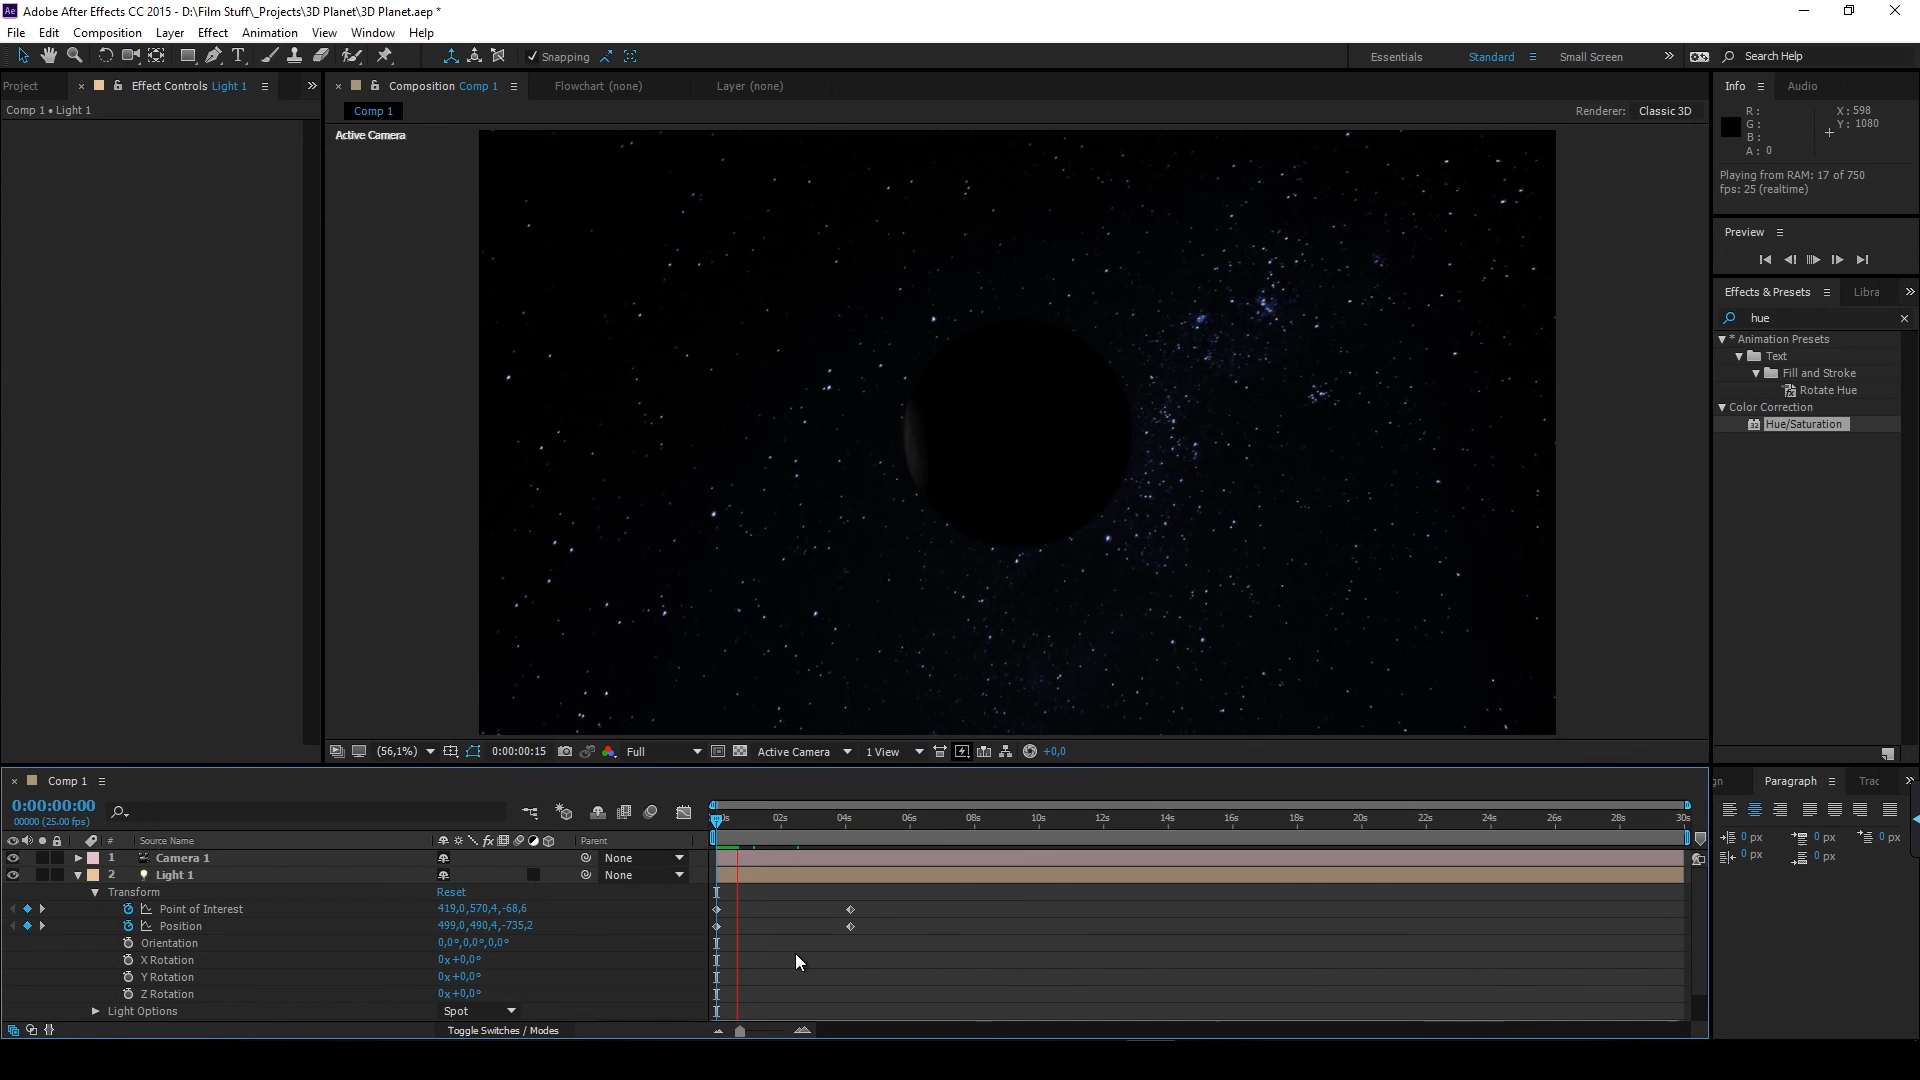 Adobe After Effects CC 2015 - D:\Film Stuff\_Projects\3D Planet\3D Planet.aep *
File Edit Composition Layer Effect Animation View Window Help
Snapping Essentials Standard Small Screen Search Help
Project Effect Controls Light 1 Composition Comp 1 Flowchart (none) Layer (none) Info Audio
Comp 1 • Light 1 Comp 1 Renderer: Classic 3D
Active Camera
R: X: 598
G: Y: 1080
B:
A: 0
Playing from RAM: 17 of 750
fps: 25 (realtime)
Preview
Effects & Presets Libra
hue
* Animation Presets
Text
Fill and Stroke
Rotate Hue
Color Correction
32 Hue/Saturation
(56,1%) 0:00:00:15 Full Active Camera 1 View +0,0
Comp 1
0:00:00:00
00000 (25.00 fps)
0s 02s 04s 06s 08s 10s 12s 14s 16s 18s 20s 22s 24s 26s 28s 30s
# Source Name fx Parent
1 Camera 1 None
2 Light 1 None
Transform Reset
Point of Interest 419,0,570,4,-68,6
Position 499,0,490,4,-735,2
Orientation 0,0°,0,0°,0,0°
X Rotation 0x+0,0°
Y Rotation 0x+0,0°
Z Rotation 0x+0,0°
Light Options Spot
Toggle Switches / Modes
gn Paragraph Trac
0 px 0 px 0 px
0 px 0 px